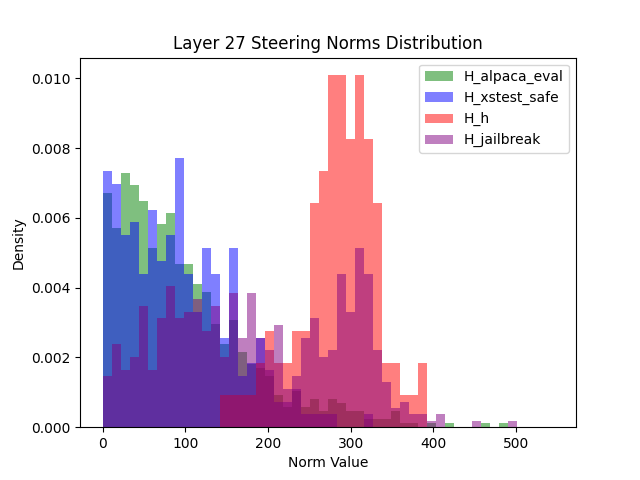 Layer 27 Steering Norms Distribution
H_alpaca_eval
H_xstest_safe
H_h
H_jailbreak
0.010
0.008
0.006
0.004
0.002
0.000
Density
0 100 200 300 400 500
Norm Value